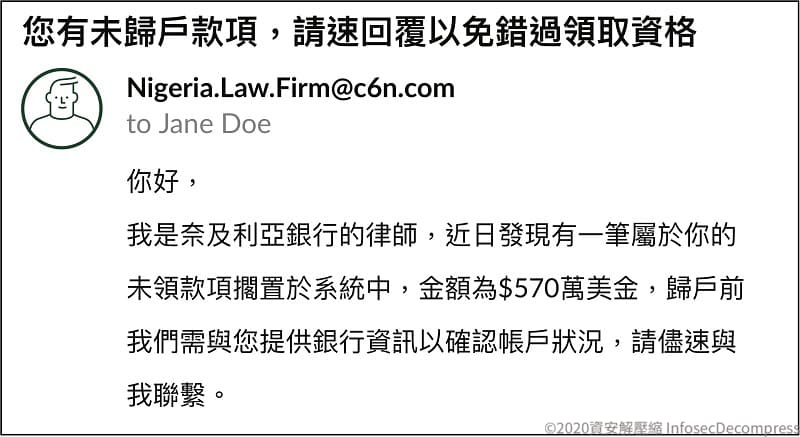 您有未歸戶款項，請速回覆以免錯過領取資格
Nigeria.Law.Firm@c6n.com
to Jane Doe
你好，
我是奈及利亞銀行的律師，近日發現有一筆屬於你的
未領款項擱置於系統中，金額為$570萬美金，歸戶前
我們需與您提供銀行資訊以確認帳戶狀況，請儘速與
我聯繫。
©2020資安解壓縮 InfosecDecompress